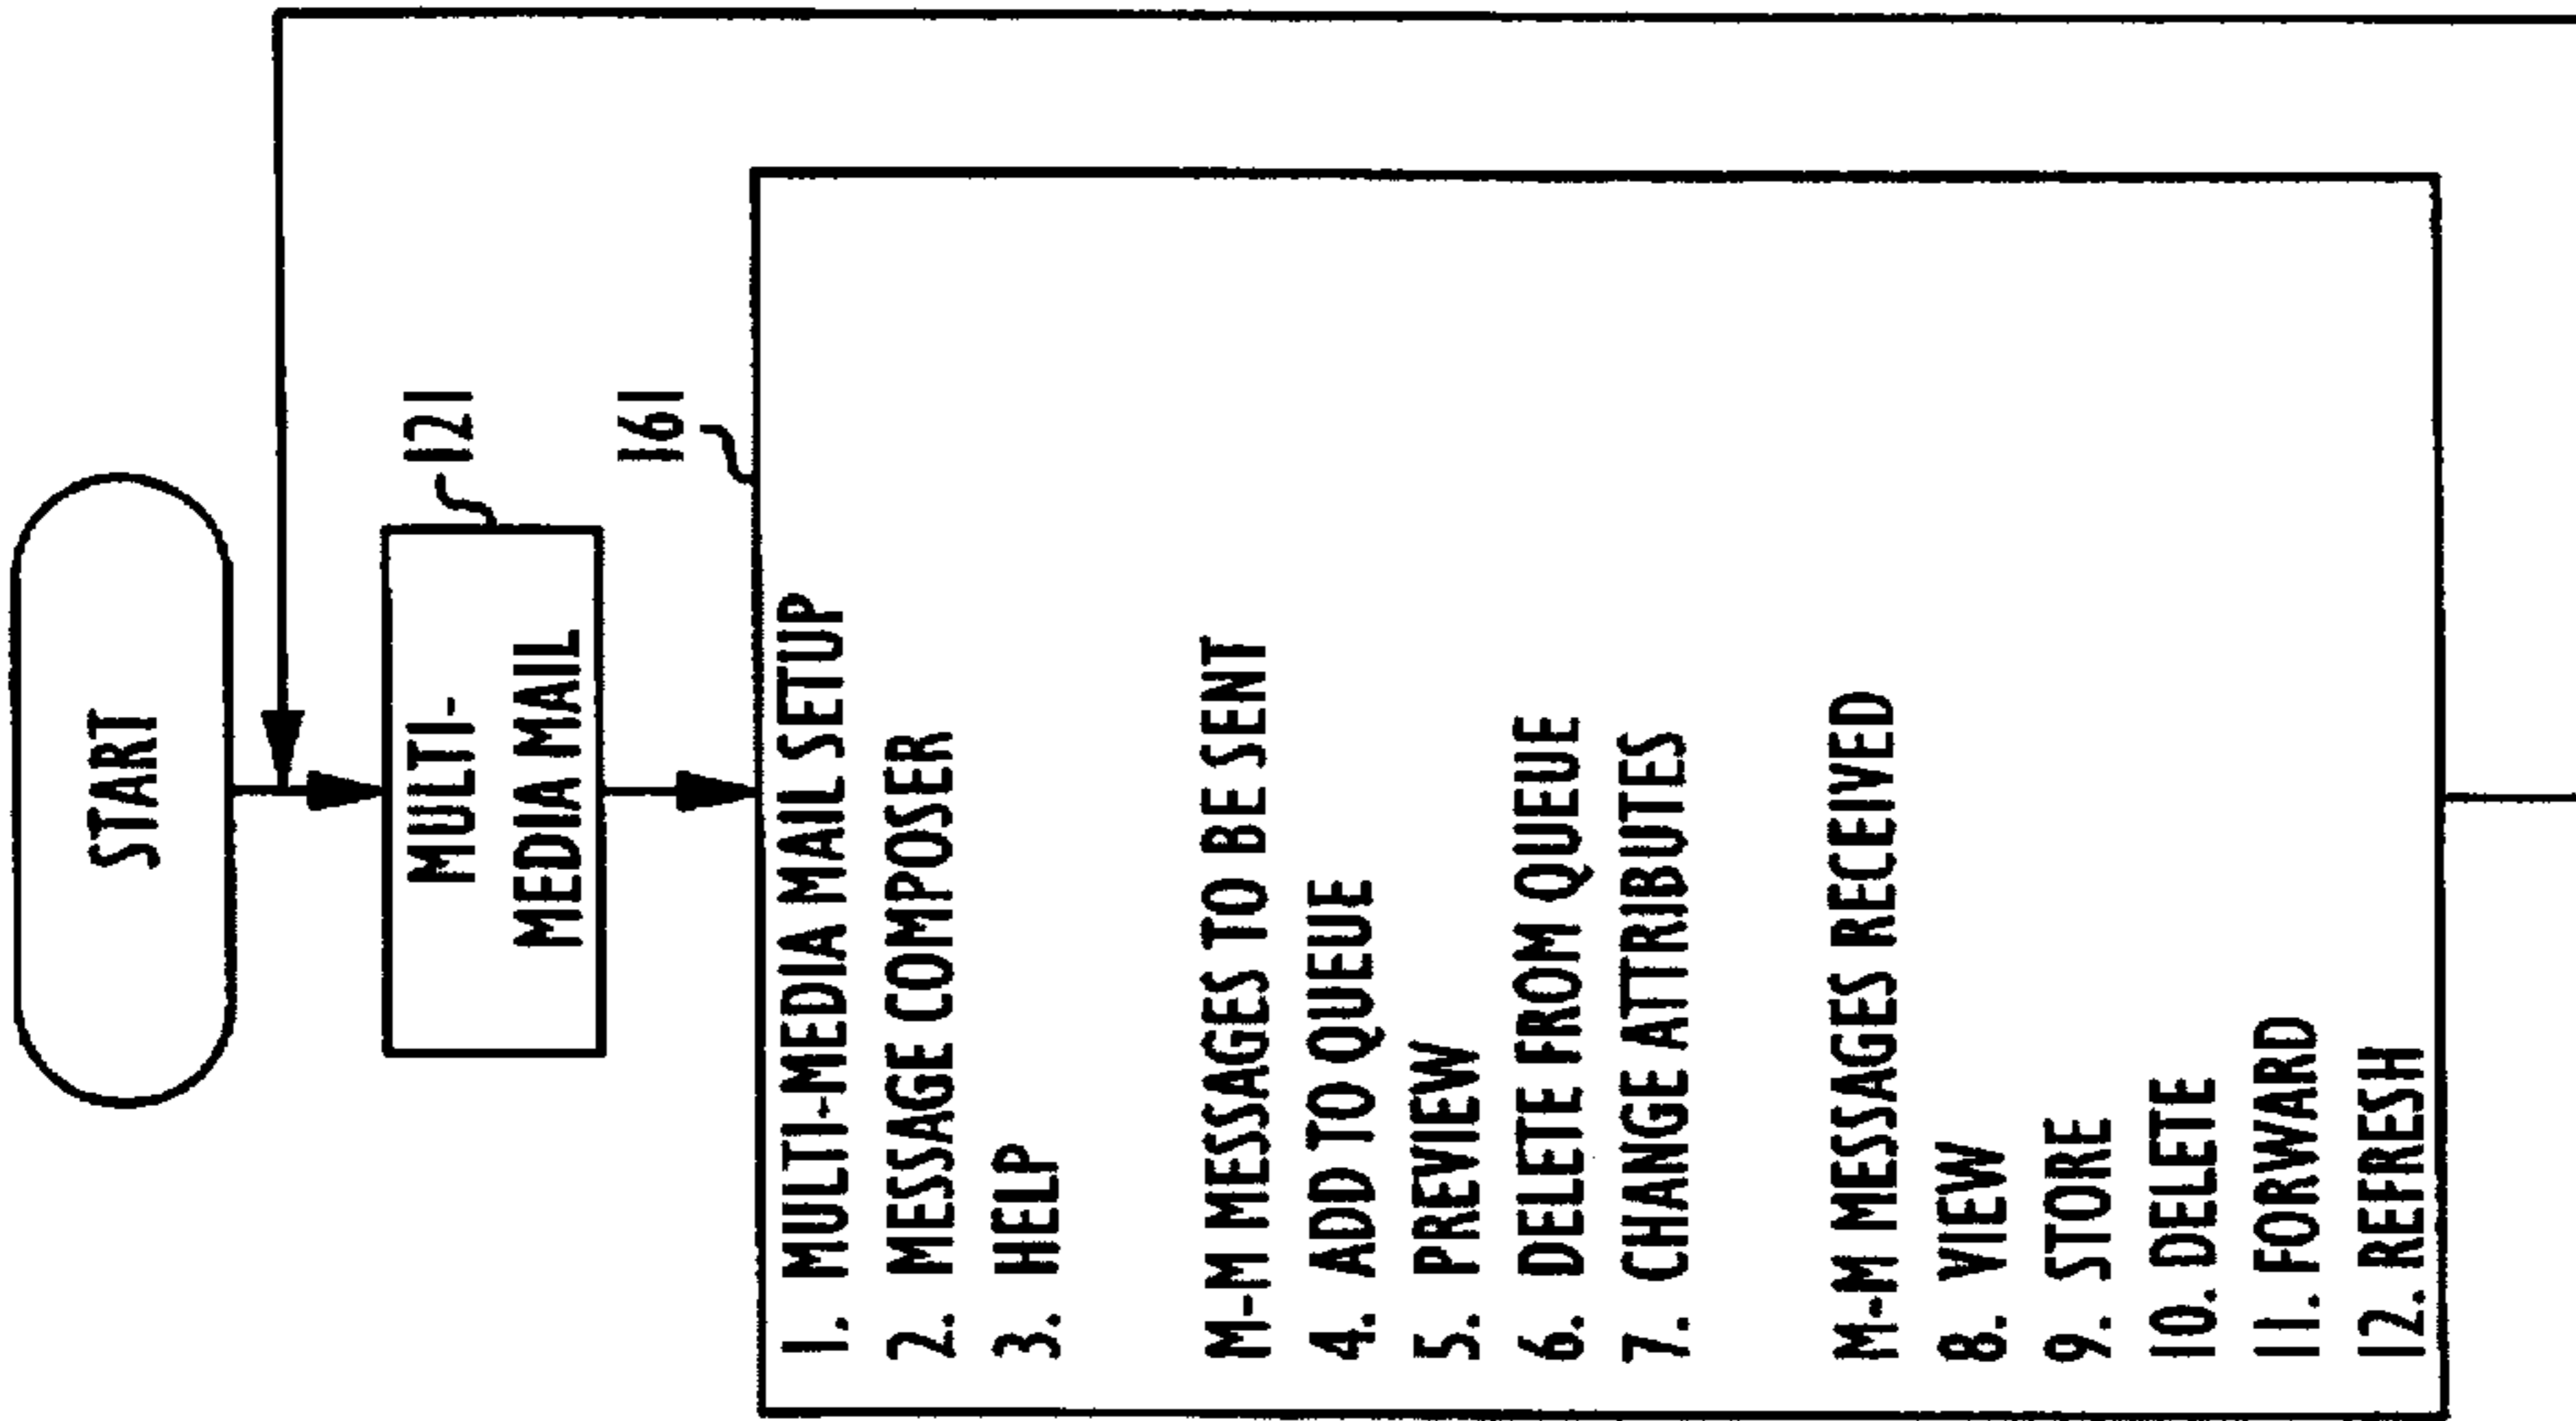 START
MULTI-
MEDIA MAIL
121
161
1. MULTI-MEDIA MAIL SETUP
2. MESSAGE COMPOSER
3. HELP
M-M MESSAGES TO BE SENT
4. ADD TO QUEUE
5. PREVIEW
6. DELETE FROM QUEUE
7. CHANGE ATTRIBUTES
M-M MESSAGES RECEIVED
8. VIEW
9. STORE
10. DELETE
11. FORWARD
12. REFRESH